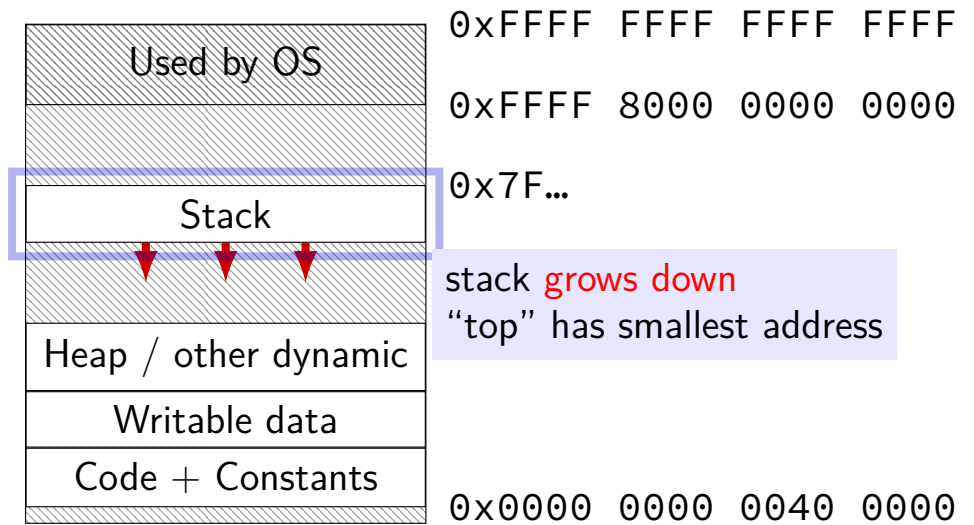 0xFFFF FFFF FFFF FFFF
Used by OS
0xFFFF 8000 0000 0000
0x7F…
Stack
stack grows down
“top” has smallest address
Heap / other dynamic
Writable data
Code + Constants
0x0000 0000 0040 0000